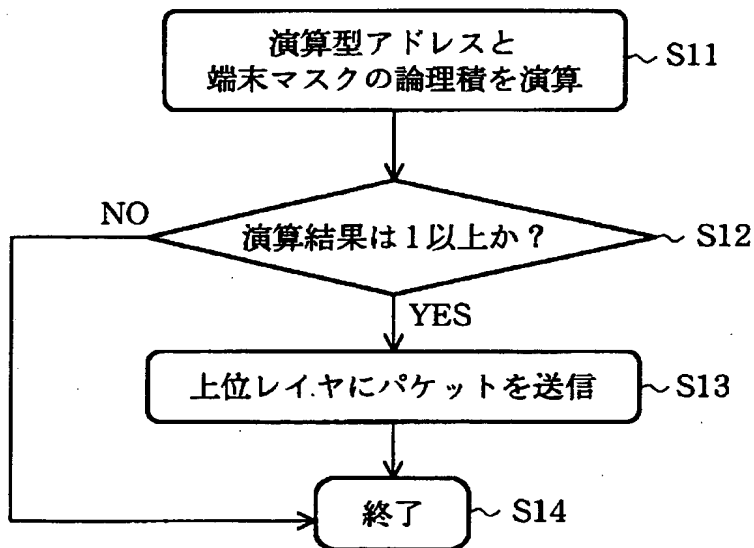 演算型アドレスと
端末マスクの論理積を演算
S11
NO
演算結果は1以上か?
S12
YES
上位レイヤにパケットを送信
S13
終了
S14